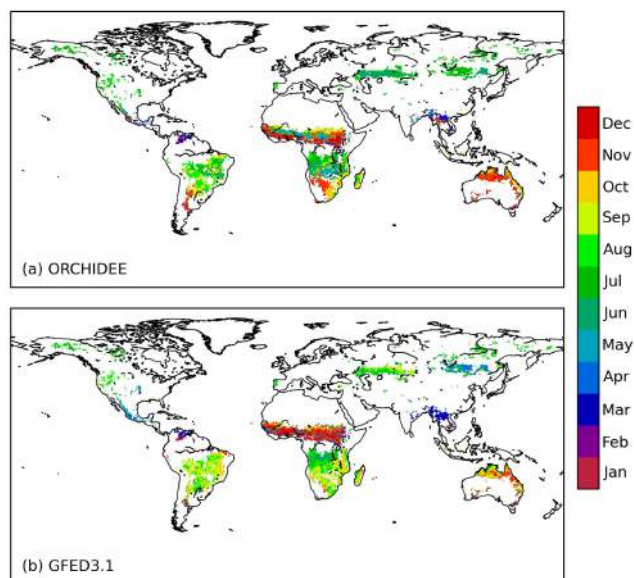 (a) ORCHIDEE
Dec
Nov
Oct
Sep
Aug
Jul
Jun
May
Apr
Mar
Feb
Jan
(b) GFED3.1